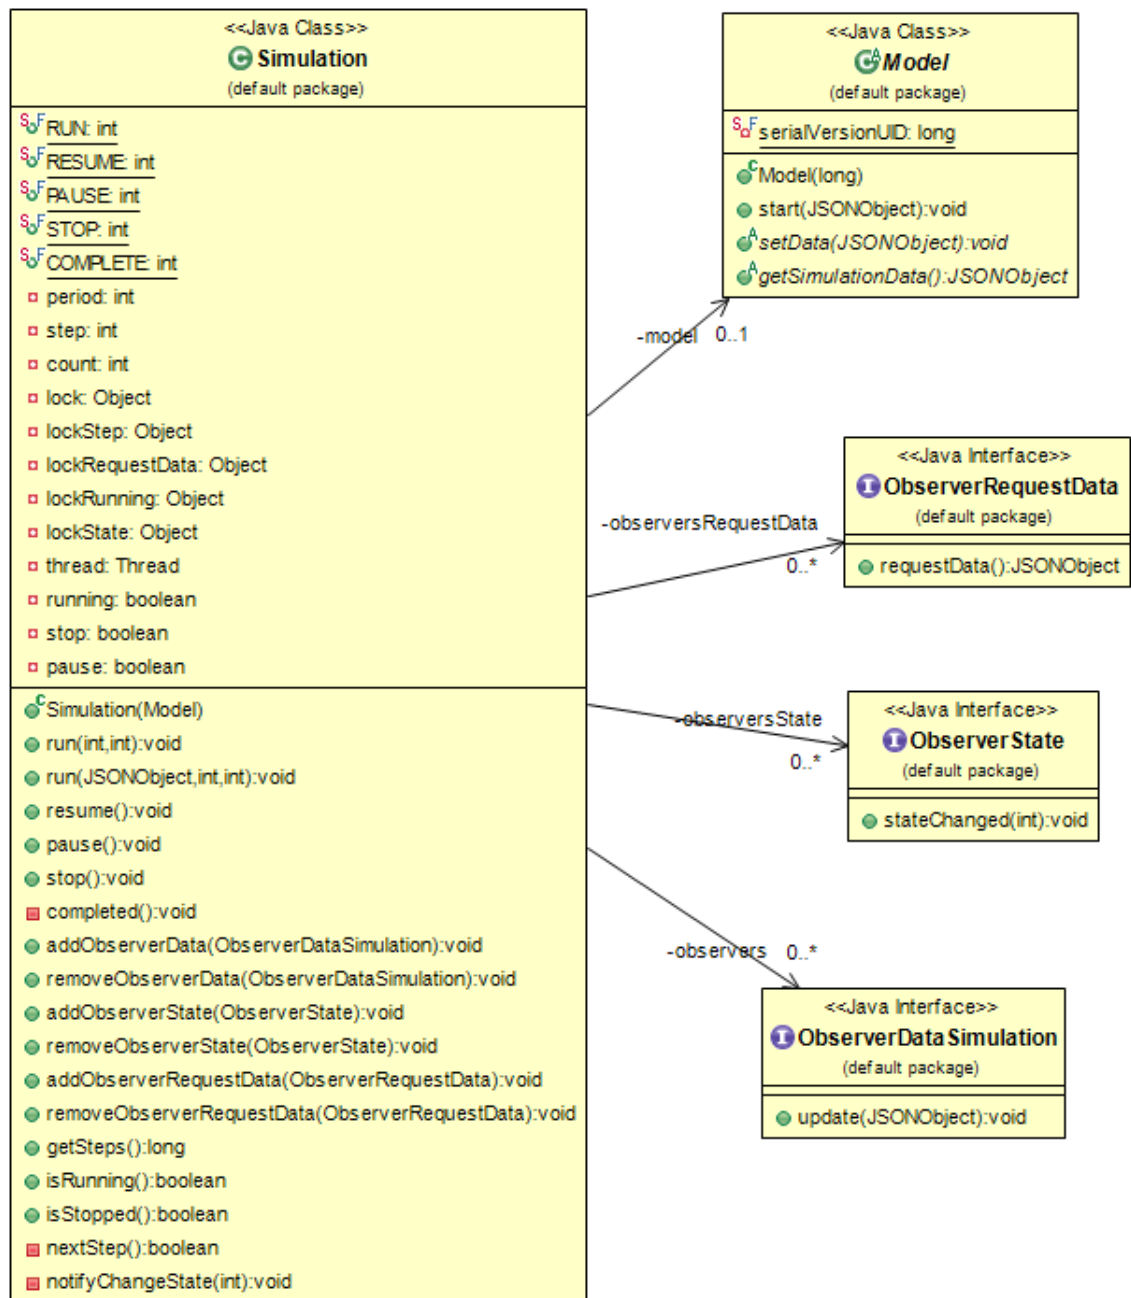 <<Java Class>>
Simulation
(default package)
RUN: int
RESUME: int
PAUSE: int
STOP: int
COMPLETE: int
period: int
step: int
count: int
lock: Object
lockStep: Object
lockRequestData: Object
lockRunning: Object
lockState: Object
thread: Thread
running: boolean
stop: boolean
pause: boolean
Simulation(Model)
run(int,int):void
run(JSONObject,int,int):void
resume():void
pause():void
stop():void
completed():void
addObserverData(ObserverDataSimulation):void
removeObserverData(ObserverDataSimulation):void
addObserverState(ObserverState):void
removeObserverState(ObserverState):void
addObserverRequestData(ObserverRequestData):void
removeObserverRequestData(ObserverRequestData):void
getSteps():long
isRunning():boolean
isStopped():boolean
nextStep():boolean
notifyChangeState(int):void
<<Java Class>>
Model
(default package)
serialVersionUID: long
Model(long)
start(JSONObject):void
setData(JSONObject):void
getSimulationData():JSONObject
-model 0..1
<<Java Interface>>
ObserverRequestData
(default package)
requestData():JSONObject
-observersRequestData
0..*
<<Java Interface>>
ObserverState
(default package)
stateChanged(int):void
-observersState
0..*
-observers 0..*
<<Java Interface>>
ObserverDataSimulation
(default package)
update(JSONObject):void